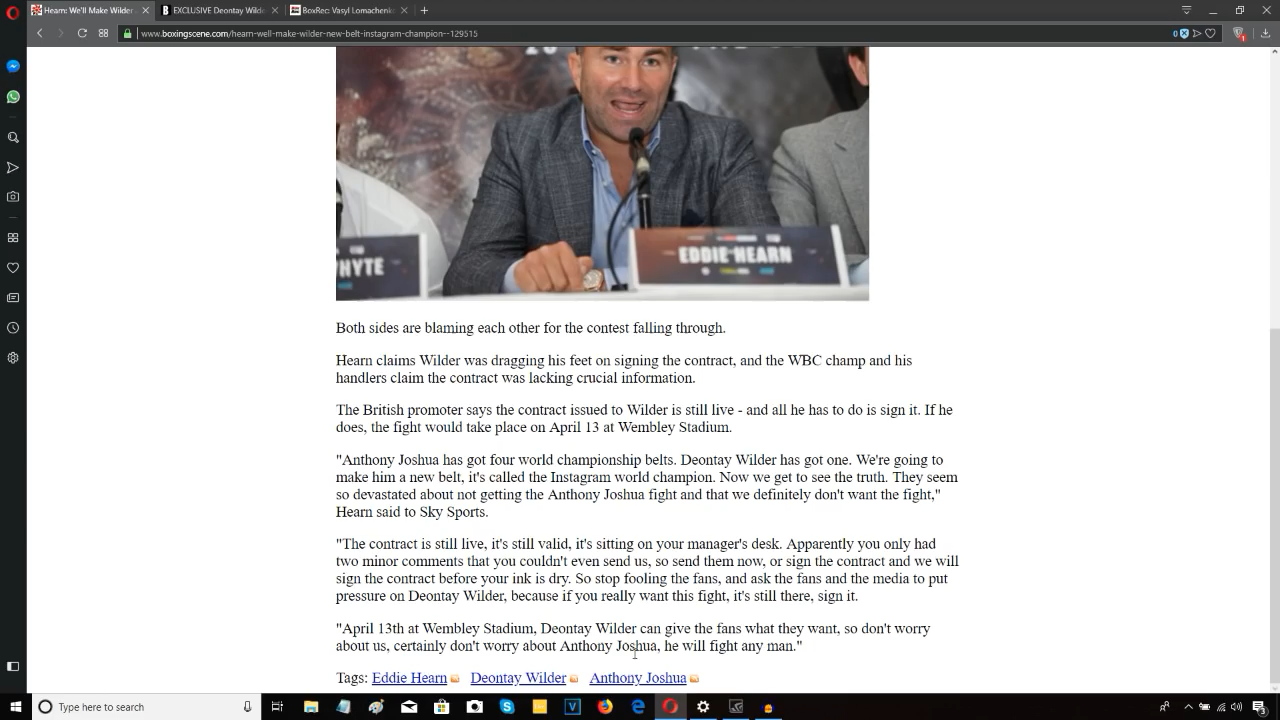 Hearn: We'll Make Wilder
EXCLUSIVE Deontay Wilde
BoxRec: Vasyl Lomachenk
www.boxingscene.com/hearn-well-make-wilder-new-belt-instagram-champion--129515
0
1
HYTE
EDDIE HEARN
Both sides are blaming each other for the contest falling through.
Hearn claims Wilder was dragging his feet on signing the contract, and the WBC champ and his
handlers claim the contract was lacking crucial information.
The British promoter says the contract issued to Wilder is still live - and all he has to do is sign it. If he
does, the fight would take place on April 13 at Wembley Stadium.
"Anthony Joshua has got four world championship belts. Deontay Wilder has got one. We're going to
make him a new belt, it's called the Instagram world champion. Now we get to see the truth. They seem
so devastated about not getting the Anthony Joshua fight and that we definitely don't want the fight,"
Hearn said to Sky Sports.
"The contract is still live, it's still valid, it's sitting on your manager's desk. Apparently you only had
two minor comments that you couldn't even send us, so send them now, or sign the contract and we will
sign the contract before your ink is dry. So stop fooling the fans, and ask the fans and the media to put
pressure on Deontay Wilder, because if you really want this fight, it's still there, sign it.
"April 13th at Wembley Stadium, Deontay Wilder can give the fans what they want, so don't worry
about us, certainly don't worry about Anthony Joshua, he will fight any man."
Tags: Eddie Hearn Deontay Wilder Anthony Joshua
Type here to search